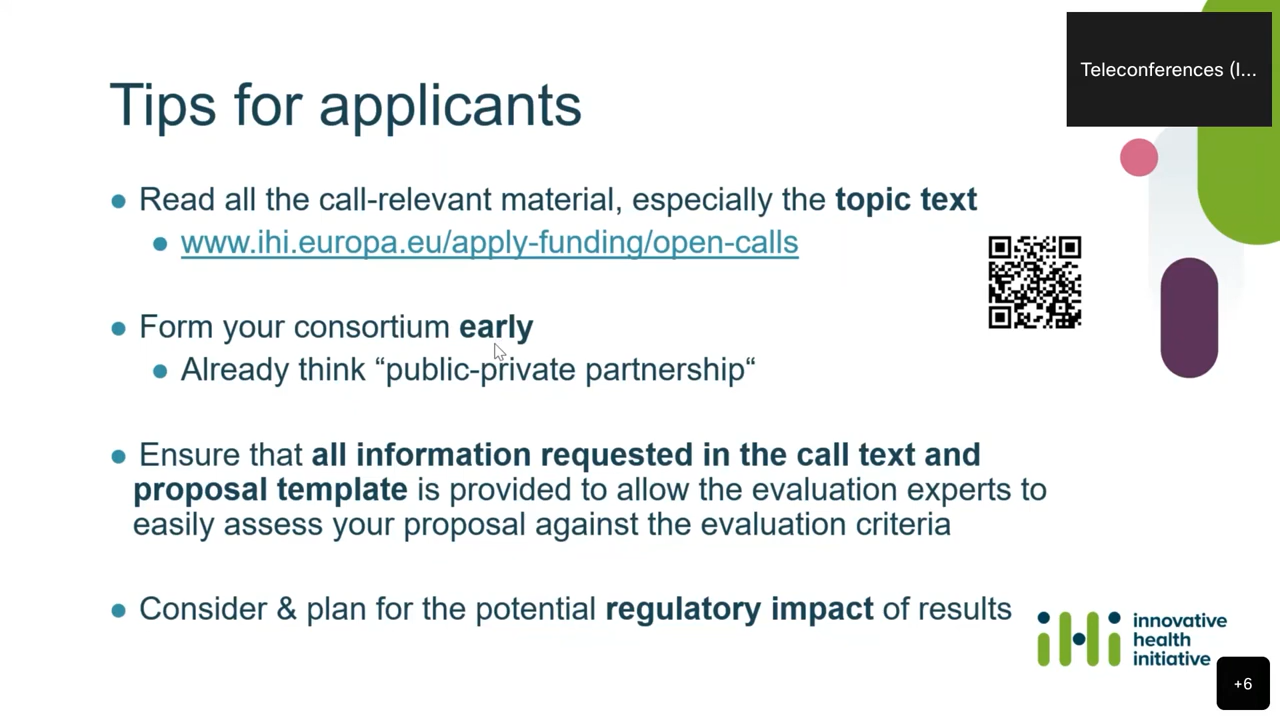 Teleconferences (I...
Tips for applicants
● Read all the call-relevant material, especially the topic text
● www.ihi.europa.eu/apply-funding/open-calls
● Form your consortium early
● Already think “public-private partnership“
● Ensure that all information requested in the call text and
proposal template is provided to allow the evaluation experts to
easily assess your proposal against the evaluation criteria
● Consider & plan for the potential regulatory impact of results
iHi innovative
health
initiative
+6